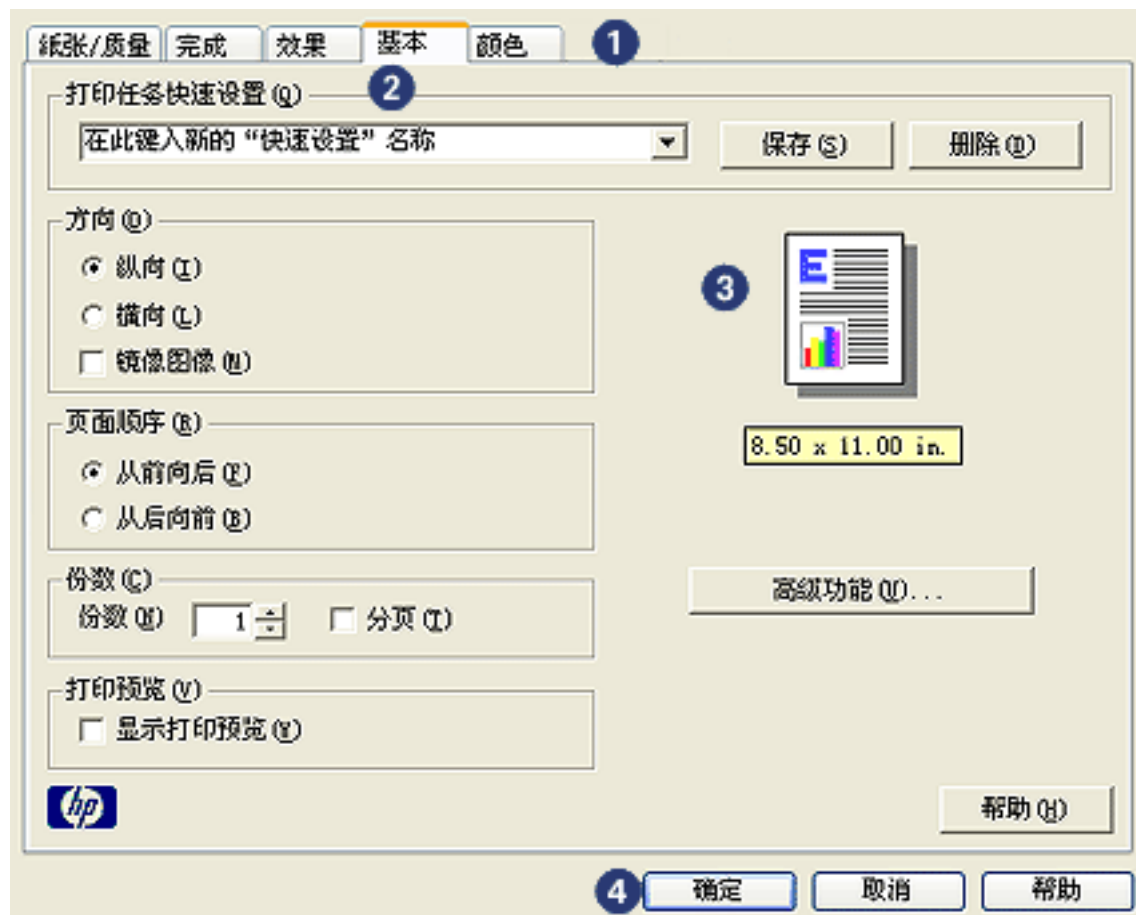 纸张/质量 完成 效果 基本 颜色 1
2
打印任务快速设置(Q)
在此键入新的“快速设置”名称 保存(S) 删除(D)
方向(O)
纵向(I)
横向(L)
镜像图像(N)
3
E
8.50 x 11.00 in.
页面顺序(R)
从前向后(F)
从后向前(B)
份数(C)
份数(N) 1 分页(T)
高级功能(V)...
打印预览(V)
显示打印预览(Y)
hp
帮助(H)
4 确定 取消 帮助